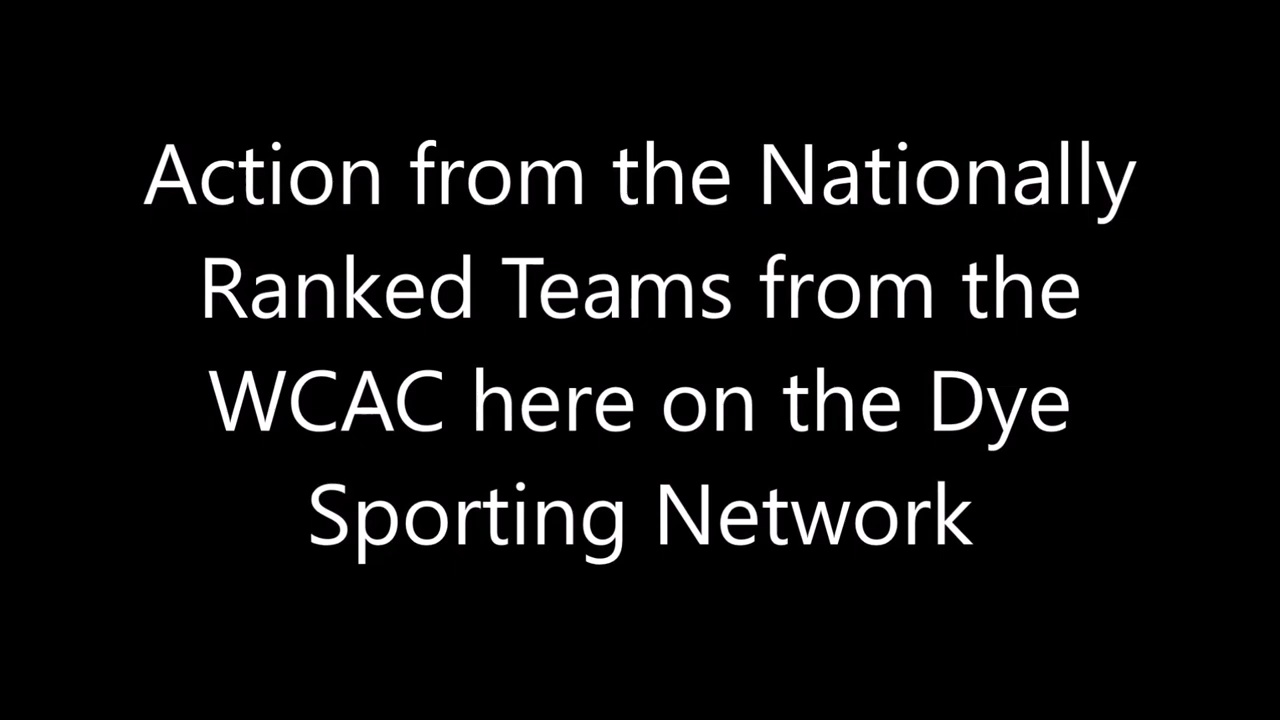 Action from the Nationally
Ranked Teams from the
WCAC here on the Dye
Sporting Network